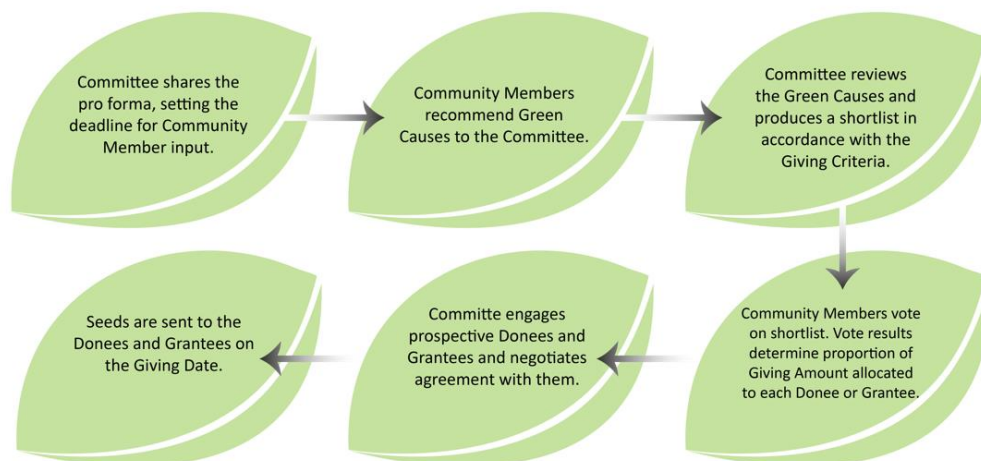 Committee shares the
pro forma, setting the
deadline for Community
Member input.
Community Members
recommend Green
Causes to the Committee.
Committee reviews
the Green Causes and
produces a shortlist in
accordance with the
Giving Criteria.
Community Members vote
on shortlist. Vote results
determine proportion of
Giving Amount allocated
to each Donee or Grantee.
Committe engages
prospective Donees and
Grantees and negotiates
agreement with them.
Seeds are sent to the
Donees and Grantees on
the Giving Date.